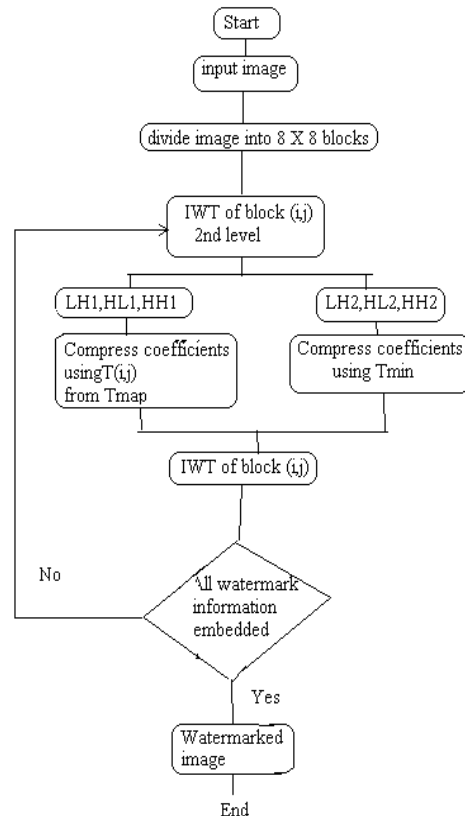 Start
input image
divide image into 8 X 8 blocks
IWT of block (i,j)
2nd level
LH1,HL1,HH1
LH2,HL2,HH2
Compress coefficients
usingT(i,j)
from Tmap
Compress coefficients
using Tmin
IWT of block (i,j)
No
All watermark
information
embedded
Yes
Watermarked
image
End